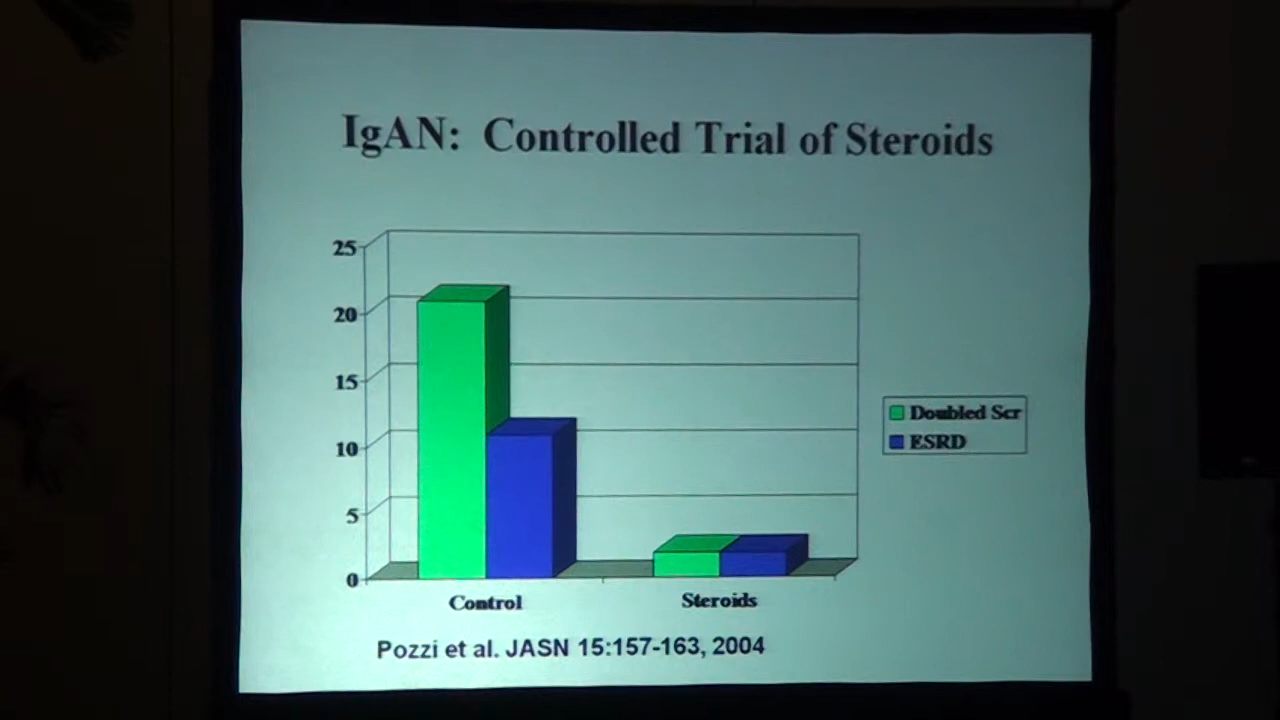 IgAN: Controlled Trial of Steroids
25
20
15
10
5
0
Control
Steroids
Doubled Scr
ESRD
Pozzi et al. JASN 15:157-163, 2004